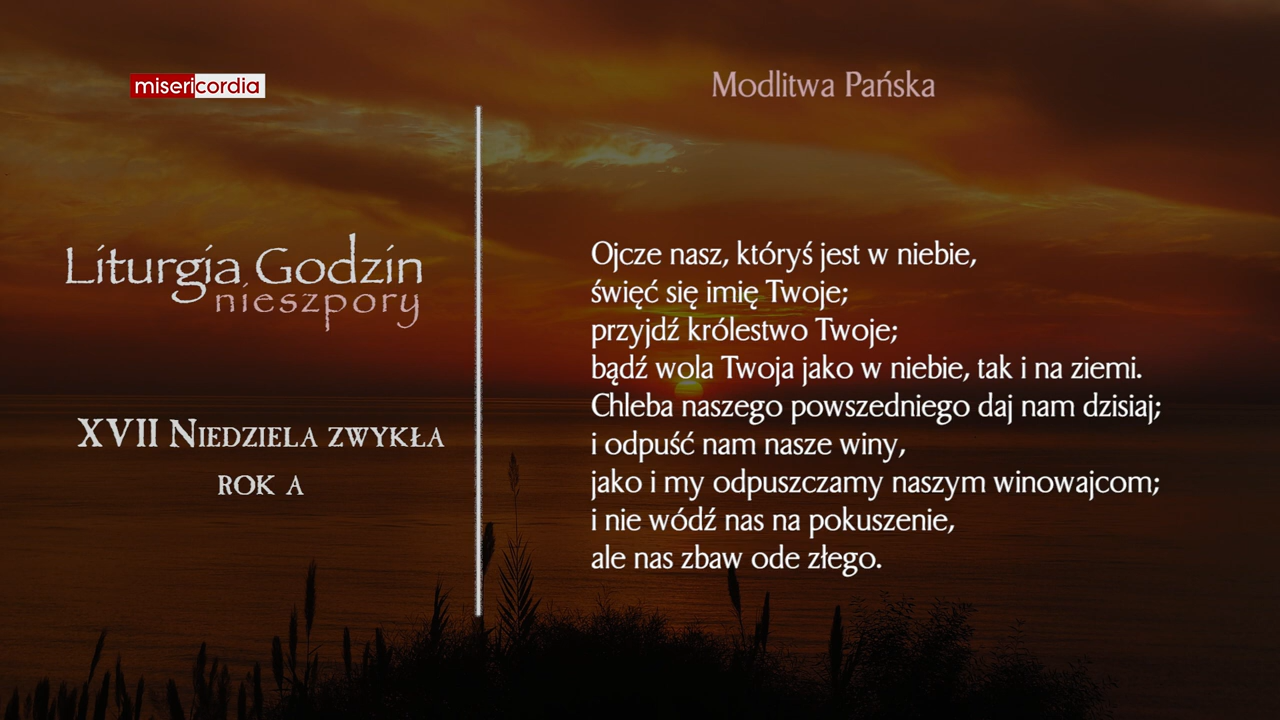 misericordia
Liturgia Godzin
nieszpory
XVII Niedziela zwykła
rok A
Modlitwa Pańska
Ojcze nasz, któryś jest w niebie,
święć się imię Twoje;
przyjdź królestwo Twoje;
bądź wola Twoja jako w niebie, tak i na ziemi.
Chleba naszego powszedniego daj nam dzisiaj;
i odpuść nam nasze winy,
jako i my odpuszczamy naszym winowajcom;
i nie wódź nas na pokuszenie,
ale nas zbaw ode złego.